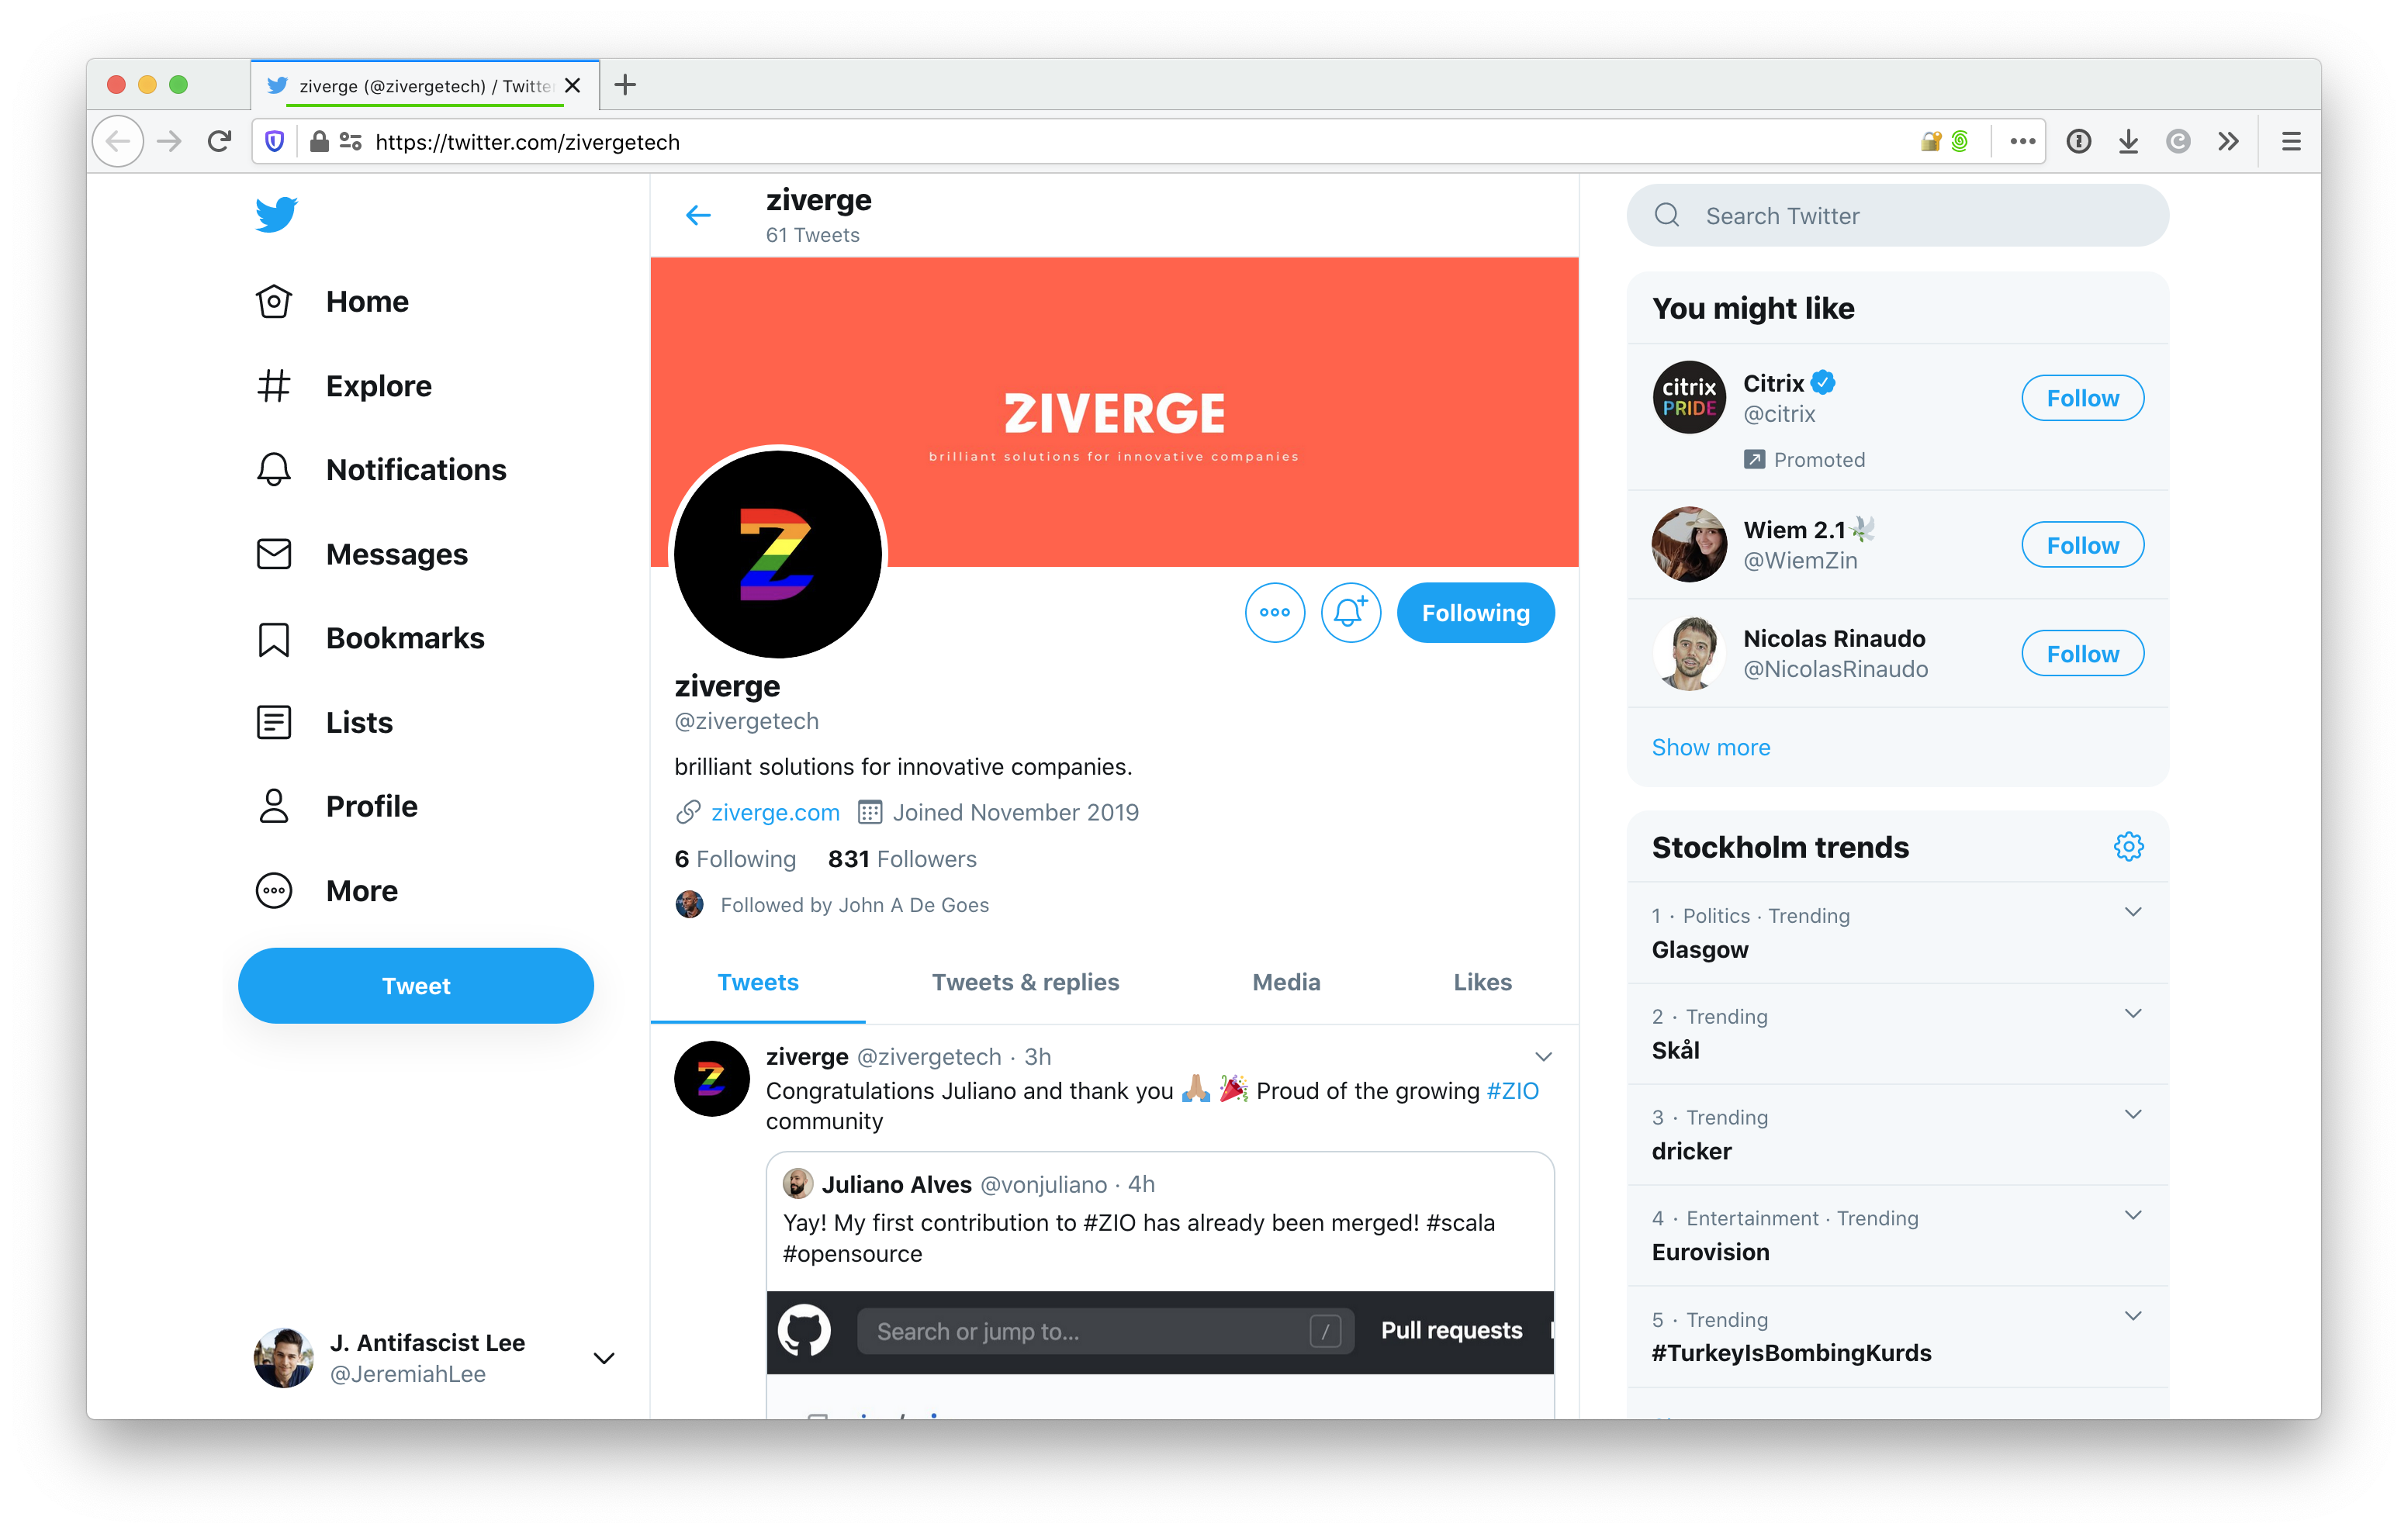 ziverge (@zivergetech) / Twitte
https://twitter.com/zivergetech
Home
Explore
Notifications
Messages
Bookmarks
Lists
Profile
More
Tweet
J. Antifascist Lee
@JeremiahLee
ziverge
61 Tweets
ZIVERGE
brilliant solutions for innovative companies
Z
Following
ziverge
@zivergetech
brilliant solutions for innovative companies.
ziverge.com Joined November 2019
6 Following 831 Followers
Followed by John A De Goes
Tweets Tweets & replies Media Likes
Z
ziverge @zivergetech · 3h
Congratulations Juliano and thank you 🙏🏼 🎉 Proud of the growing #ZIO
community
Juliano Alves @vonjuliano · 4h
Yay! My first contribution to #ZIO has already been merged! #scala
#opensource
Search or jump to... / Pull requests
Search Twitter
You might like
citrix
PRIDE
Citrix
@citrix
Follow
Promoted
Wiem 2.1🕊
@WiemZin
Follow
Nicolas Rinaudo
@NicolasRinaudo
Follow
Show more
Stockholm trends
1 · Politics · Trending
Glasgow
2 · Trending
Skål
3 · Trending
dricker
4 · Entertainment · Trending
Eurovision
5 · Trending
#TurkeyIsBombingKurds